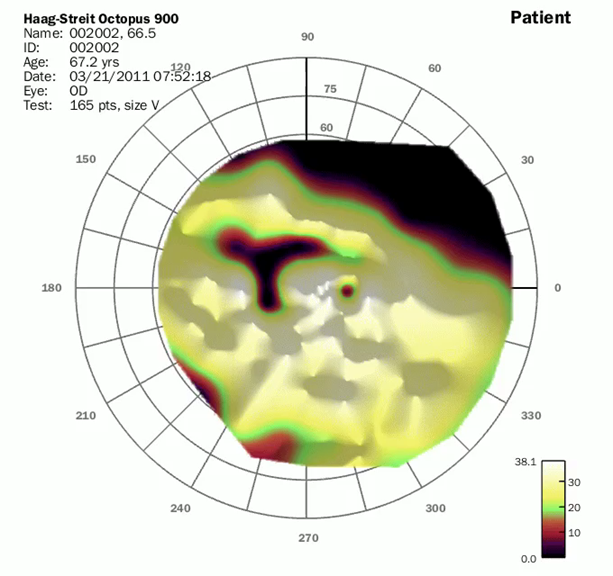 Haag-Streit Octopus 900
Patient
Name: 002002, 66.5
ID: 002002
Age: 67.2 yrs
Date: 03/21/2011 07:52:18
Eye: OD
Test: 165 pts, size V
90
120
60
75
60
150
30
180
0
210
330
240
300
270
38.1
30
20
10
0.0